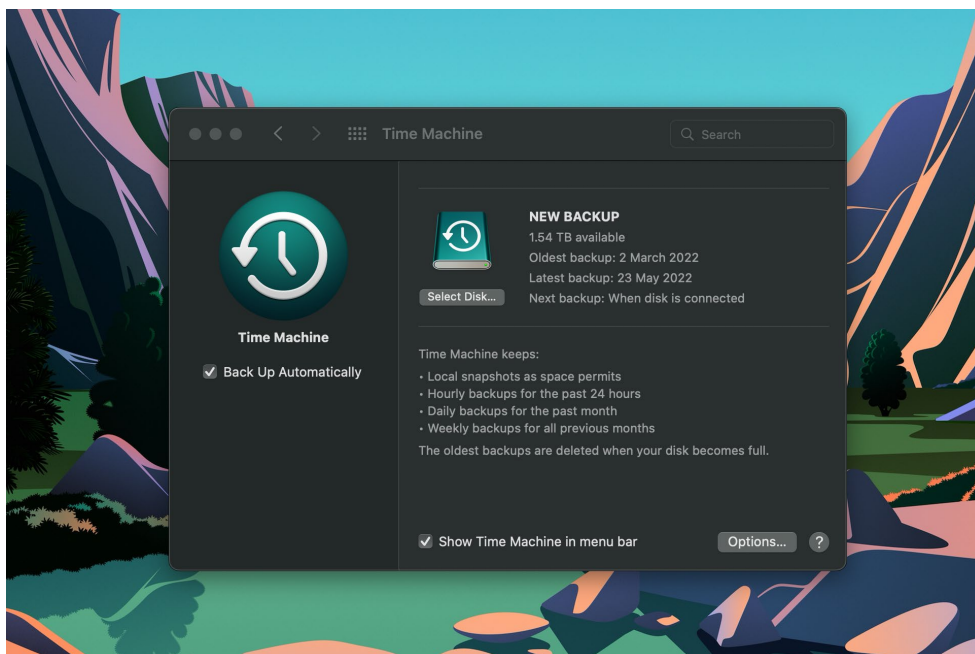 Time Machine
Search
Time Machine
Back Up Automatically
NEW BACKUP
1.54 TB available
Oldest backup: 2 March 2022
Latest backup: 23 May 2022
Next backup: When disk is connected
Select Disk...
Time Machine keeps:
• Local snapshots as space permits
• Hourly backups for the past 24 hours
• Daily backups for the past month
• Weekly backups for all previous months
The oldest backups are deleted when your disk becomes full.
Show Time Machine in menu bar
Options...
?